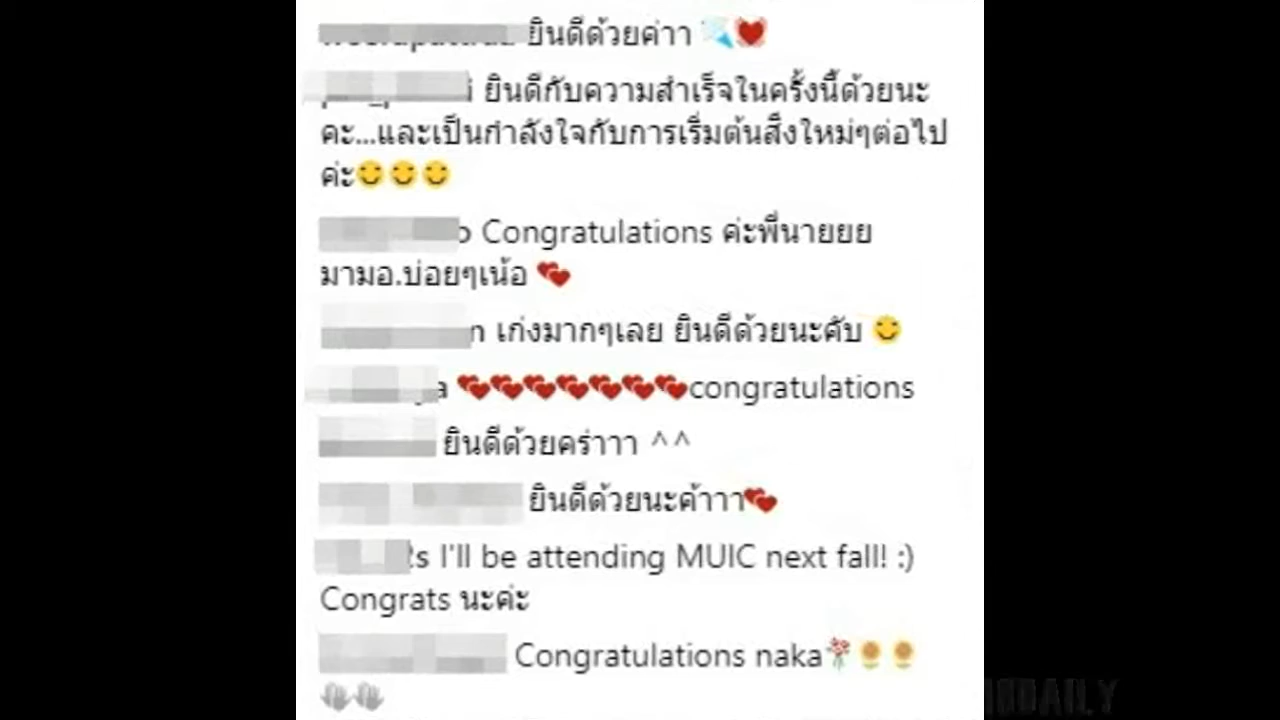 ยินดีด้วยค่าา
ยินดีกับความสำเร็จในครั้งนี้ด้วยนะ
คะ...และเป็นกำลังใจกับการเริ่มต้นสิ่งใหม่ๆต่อไป
ค่ะ😊😊😊
Congratulations ค่ะพี่นายยย
มามอ.บ่อยๆเน้อ 💕
เก่งมากๆเลย ยินดีด้วยนะคับ 😊
💕💕💕💕💕💕💕congratulations
ยินดีด้วยคร่าาา ^^
ยินดีด้วยนะค้าาา💕
I'll be attending MUIC next fall! :)
Congrats นะค่ะ
Congratulations naka💐🌻🌻
👐👐